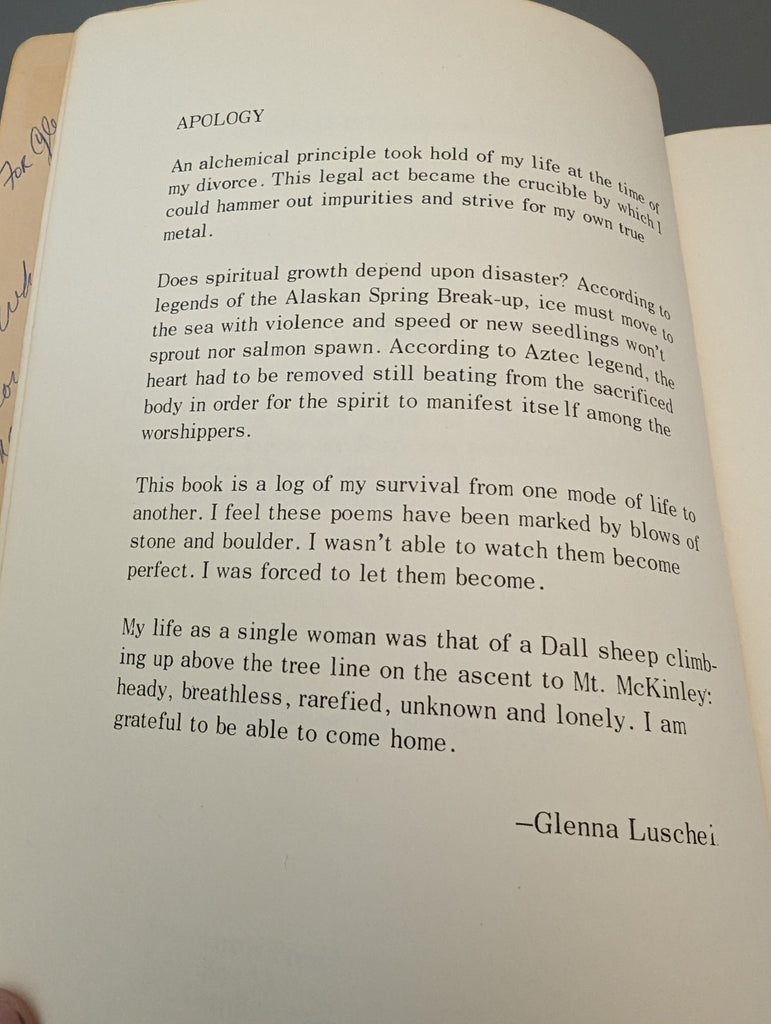 APOLOGY
An alchemical principle took hold of my life at the time of
my divorce. This legal act became the crucible by which I
could hammer out impurities and strive for my own true
metal.
Does spiritual growth depend upon disaster? According to
legends of the Alaskan Spring Break-up, ice must move to
the sea with violence and speed or new seedlings won't
sprout nor salmon spawn. According to Aztec legend, the
heart had to be removed still beating from the sacrificed
body in order for the spirit to manifest itself among the
worshippers.
This book is a log of my survival from one mode of life to
another. I feel these poems have been marked by blows of
stone and boulder. I wasn't able to watch them become
perfect. I was forced to let them become.
My life as a single woman was that of a Dall sheep climb-
ing up above the tree line on the ascent to Mt. McKinley:
heady, breathless, rarefied, unknown and lonely. I am
grateful to be able to come home.
—Glenna Luschei
For